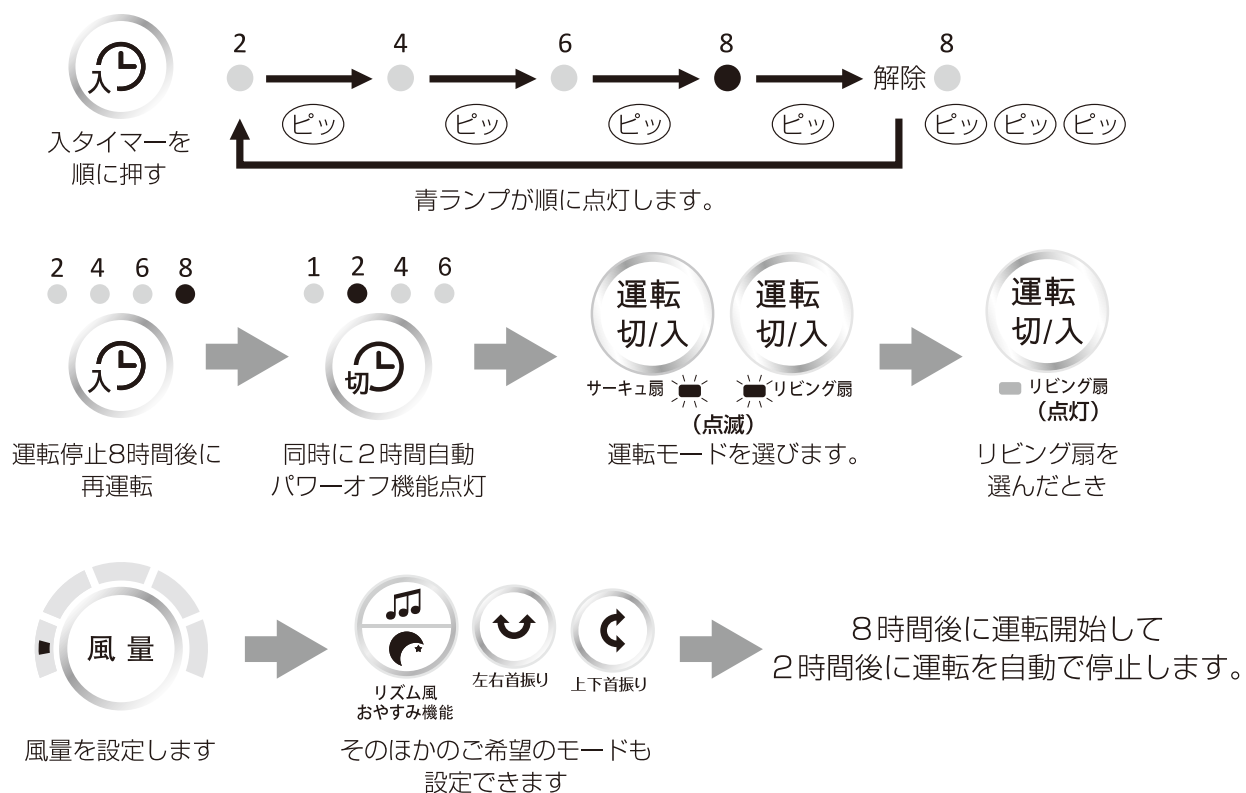 2 4 6 8 8
入
解除
ピッ ピッ ピッ ピッ ピッ ピッ ピッ
入タイマーを
順に押す
青ランプが順に点灯します。
2 4 6 8
入
運転停止8時間後に
再運転
1 2 4 6
切
同時に2時間自動
パワーオフ機能点灯
運転
切/入
運転
切/入
サーキュ扇
リビング扇
(点滅)
運転モードを選びます。
運転
切/入
リビング扇
(点灯)
リビング扇を
選んだとき
風量
風量を設定します
リズム風
おやすみ機能
左右首振り
上下首振り
そのほかのご希望のモードも
設定できます
8時間後に運転開始して
2時間後に運転を自動で停止します。